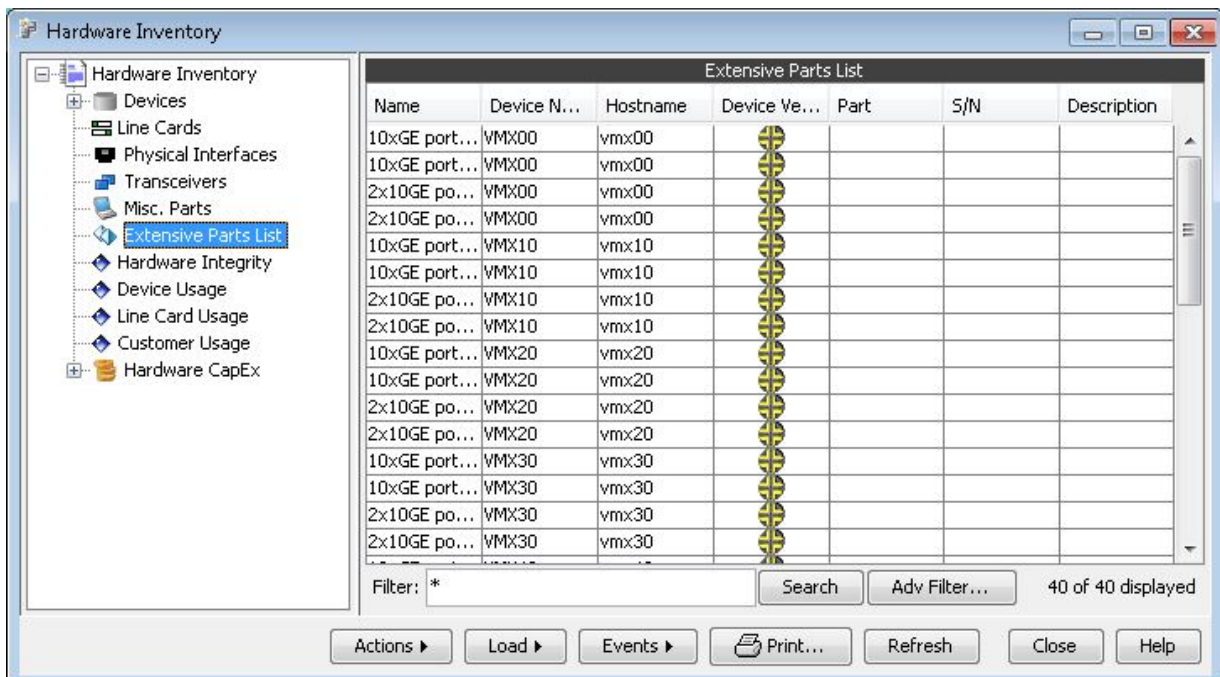 Hardware Inventory
Hardware Inventory
Devices
Line Cards
Physical Interfaces
Transceivers
Misc. Parts
Extensive Parts List
Hardware Integrity
Device Usage
Line Card Usage
Customer Usage
Hardware CapEx
Extensive Parts List
Name Device N... Hostname Device Ve... Part S/N Description
10xGE port... VMX00 vmx00
10xGE port... VMX00 vmx00
2x10GE po... VMX00 vmx00
2x10GE po... VMX00 vmx00
10xGE port... VMX10 vmx10
10xGE port... VMX10 vmx10
2x10GE po... VMX10 vmx10
2x10GE po... VMX10 vmx10
10xGE port... VMX20 vmx20
10xGE port... VMX20 vmx20
2x10GE po... VMX20 vmx20
2x10GE po... VMX20 vmx20
10xGE port... VMX30 vmx30
10xGE port... VMX30 vmx30
2x10GE po... VMX30 vmx30
2x10GE po... VMX30 vmx30
Filter: * Search Adv Filter... 40 of 40 displayed
Actions Load Events Print... Refresh Close Help